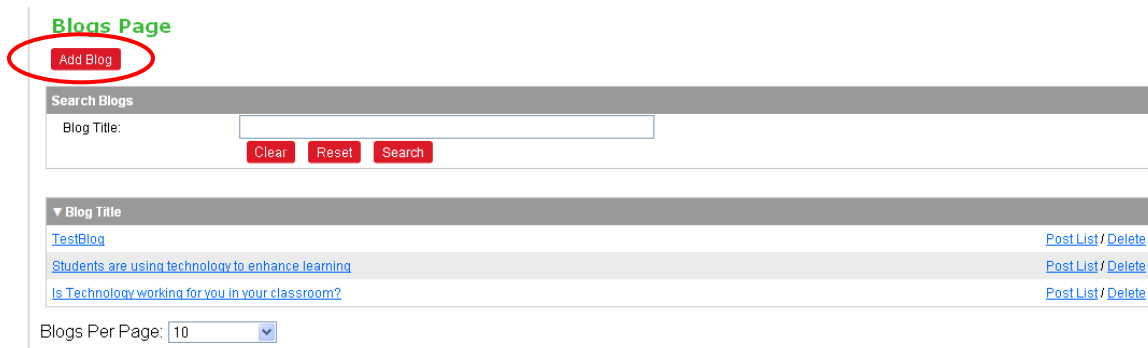 Blogs Page
Add Blog
Search Blogs
Blog Title:
Clear Reset Search
▼ Blog Title
TestBlog Post List / Delete
Students are using technology to enhance learning Post List / Delete
Is Technology working for you in your classroom? Post List / Delete
Blogs Per Page: 10